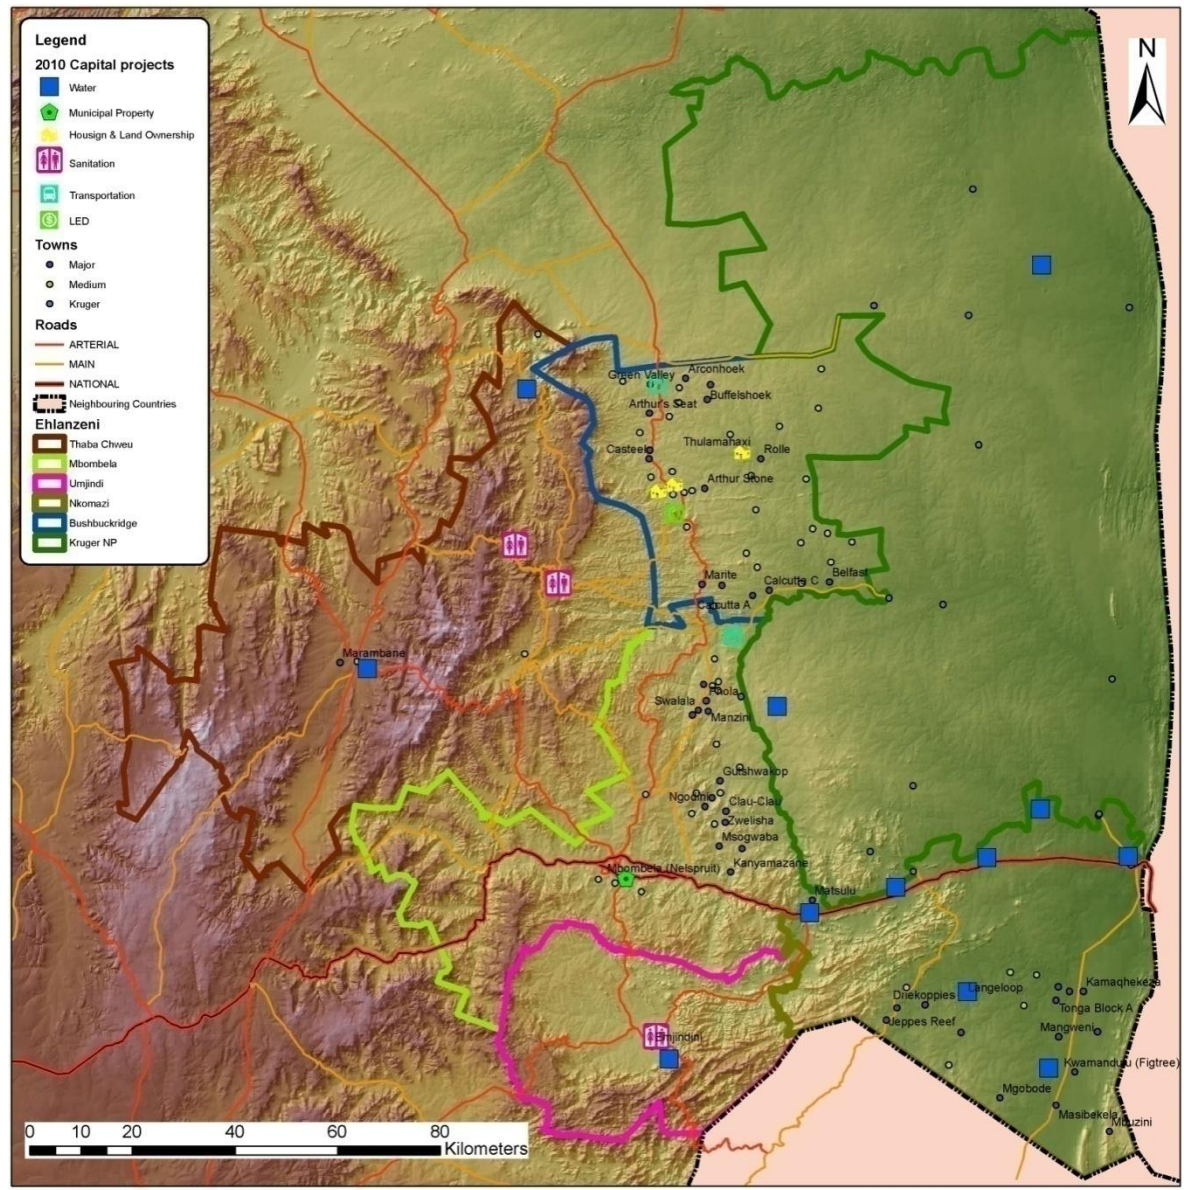 N
Legend
2010 Capital projects
Water
Municipal Property
Housign & Land Ownership
Sanitation
Transportation
LED
Towns
Major
Medium
Kruger
Roads
ARTERIAL
MAIN
NATIONAL
Neighbouring Countries
Ehlanzeni
Thaba Chweu
Mbombela
Umjindi
Nkomazi
Bushbuckridge
Kruger NP
Green Valley
Arconhoek
Buffelshoek
Arthur's Seat
Thulamahaxi
Casteel
Rolle
Arthur Stone
Marite
Calcutta C
Belfast
Calcutta A
Marambane
Phola
Swalala
Manzini
Gutshwakop
Ngodini
Clau-Clau
Zwelisha
Msogwaba
Kanyamazane
Mbombela (Nelspruit)
Matsulu
Langeloop
Kamaqhekeza
Driekoppies
Tonga Block A
Jeppes Reef
Mangweni
Emjindini
Kwamandulu (Figtree)
Mgobode
Masibekela
Mbuzini
0 10 20 40 60 80
Kilometers